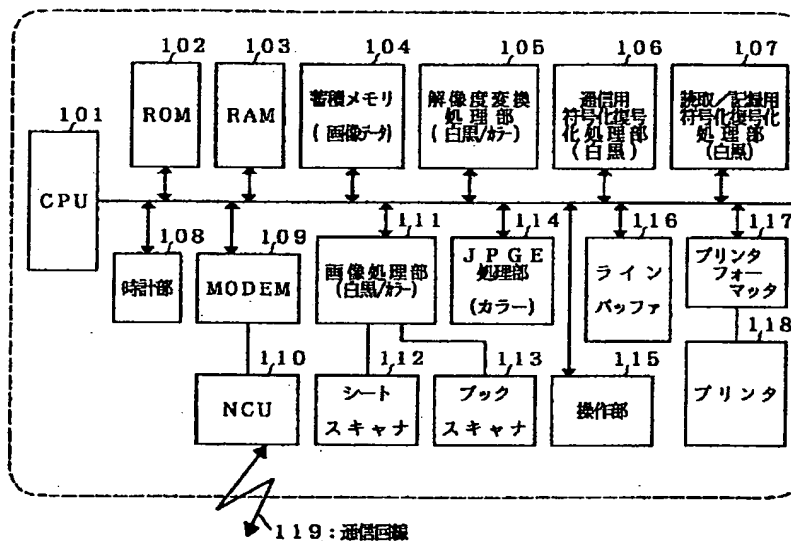 102
103
104
105
106
107
101
ROM
RAM
蓄積メモリ
(画像データ)
解像度変換
処理部
(白黒/カラー)
通信用
符号化復号
化処理部
(白黒)
読取/記録用
符号化復号化
処理部
(白黒)
CPU
108
109
111
114
116
117
時計部
MODEM
画像処理部
(白黒/カラー)
JPGE
処理部
(カラー)
ライン
バッファ
プリンタ
フォー
マッタ
110
112
113
115
118
NCU
シート
スキャナ
ブック
スキャナ
操作部
プリンタ
119:通信回線